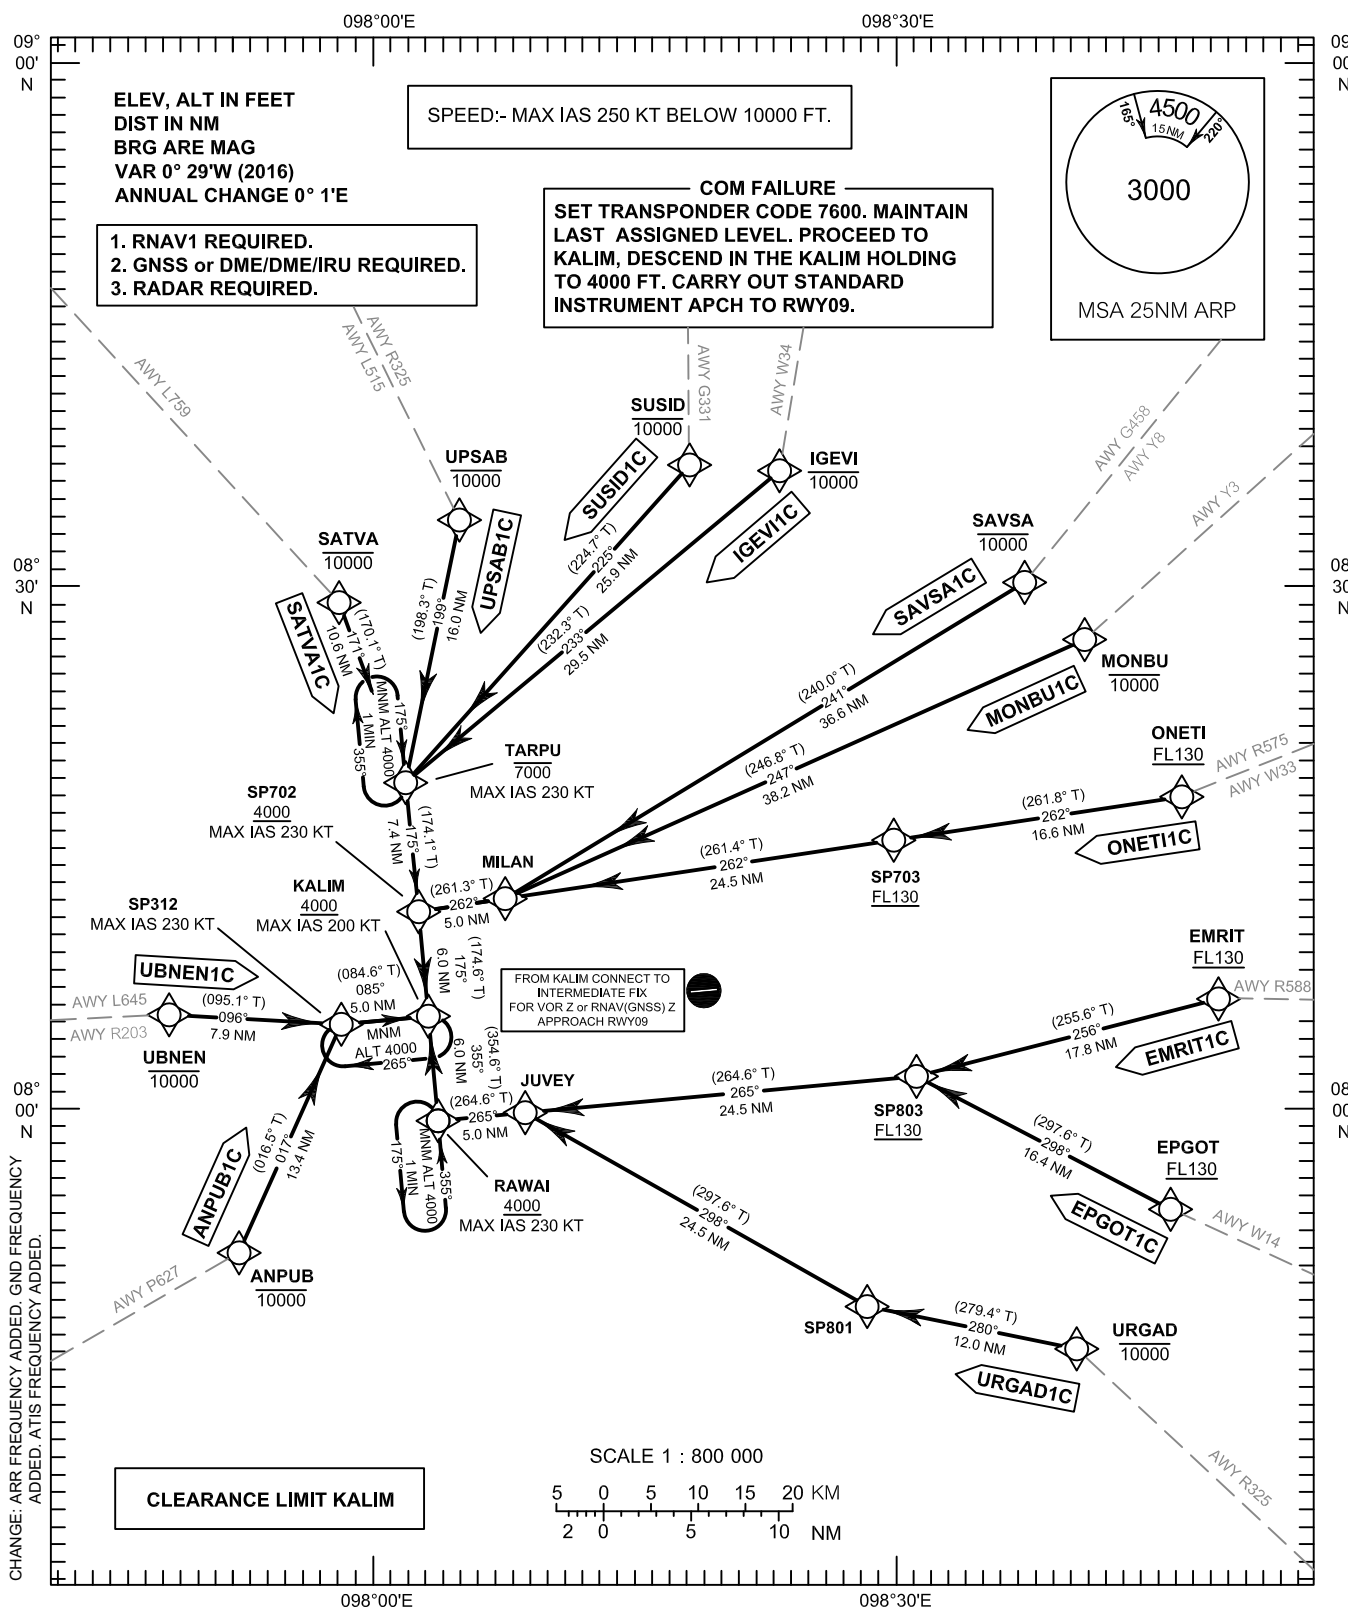 098°00'E
098°30'E
09°
00'
N
09
00
N
ELEV, ALT IN FEET
DIST IN NM
BRG ARE MAG
VAR 0° 29'W (2016)
ANNUAL CHANGE 0° 1'E
SPEED:- MAX IAS 250 KT BELOW 10000 FT.
165°
4500
15NM
220°
3000
MSA 25NM ARP
COM FAILURE
SET TRANSPONDER CODE 7600. MAINTAIN
LAST ASSIGNED LEVEL. PROCEED TO
KALIM, DESCEND IN THE KALIM HOLDING
TO 4000 FT. CARRY OUT STANDARD
INSTRUMENT APCH TO RWY09.
1. RNAV1 REQUIRED.
2. GNSS or DME/DME/IRU REQUIRED.
3. RADAR REQUIRED.
AWY L759
AWY R325
AWY L515
AWY G331
AWY W34
AWY G458
AWY Y8
AWY Y3
SUSID
10000
SUSID1C
IGEVI
10000
IGEVI1C
UPSAB
10000
UPSAB1C
SATVA
10000
SATVA1C
SAVSA
10000
SAVSA1C
08°
30'
N
08
30
N
(170.1° T)
171°
10.6 NM
(198.3° T)
199°
16.0 NM
(224.7° T)
225°
25.9 NM
(232.3° T)
233°
29.5 NM
(240.0° T)
241°
36.6 NM
MONBU
10000
MONBU1C
(246.8° T)
247°
38.2 NM
175°
MNM ALT 4000
1 MIN
355°
TARPU
7000
MAX IAS 230 KT
ONETI
FL130
AWY R575
AWY W33
ONETI1C
(261.8° T)
262°
16.6 NM
SP703
FL130
(261.4° T)
262°
24.5 NM
SP702
4000
MAX IAS 230 KT
(174.1° T)
175°
7.4 NM
MILAN
(261.3° T)
262°
5.0 NM
KALIM
4000
MAX IAS 200 KT
SP312
MAX IAS 230 KT
(174.6° T)
175°
6.0 NM
UBNEN1C
AWY L645
AWY R203
(095.1° T)
096°
7.9 NM
UBNEN
10000
(084.6° T)
085°
5.0 NM
MNM
ALT 4000
265°
FROM KALIM CONNECT TO
INTERMEDIATE FIX
FOR VOR Z or RNAV(GNSS) Z
APPROACH RWY09
EMRIT
FL130
AWY R588
(255.6° T)
256°
17.8 NM
EMRIT1C
(354.6° T)
355°
6.0 NM
JUVEY
(264.6° T)
265°
5.0 NM
(264.6° T)
265°
24.5 NM
SP803
FL130
08°
00'
N
08
00
N
(297.6° T)
298°
16.4 NM
EPGOT
FL130
EPGOT1C
AWY W14
175°
1 MIN
MNM ALT 4000
355°
RAWAI
4000
MAX IAS 230 KT
(016.5° T)
017°
13.4 NM
ANPUB1C
ANPUB
10000
AWY P627
(297.6° T)
298°
24.5 NM
SP801
(279.4° T)
280°
12.0 NM
URGAD
10000
URGAD1C
AWY R325
CHANGE: ARR FREQUENCY ADDED. GND FREQUENCY
ADDED. ATIS FREQUENCY ADDED.
CLEARANCE LIMIT KALIM
SCALE 1 : 800 000
5 0 5 10 15 20 KM
2 0 5 10 NM
098°00'E
098°30'E